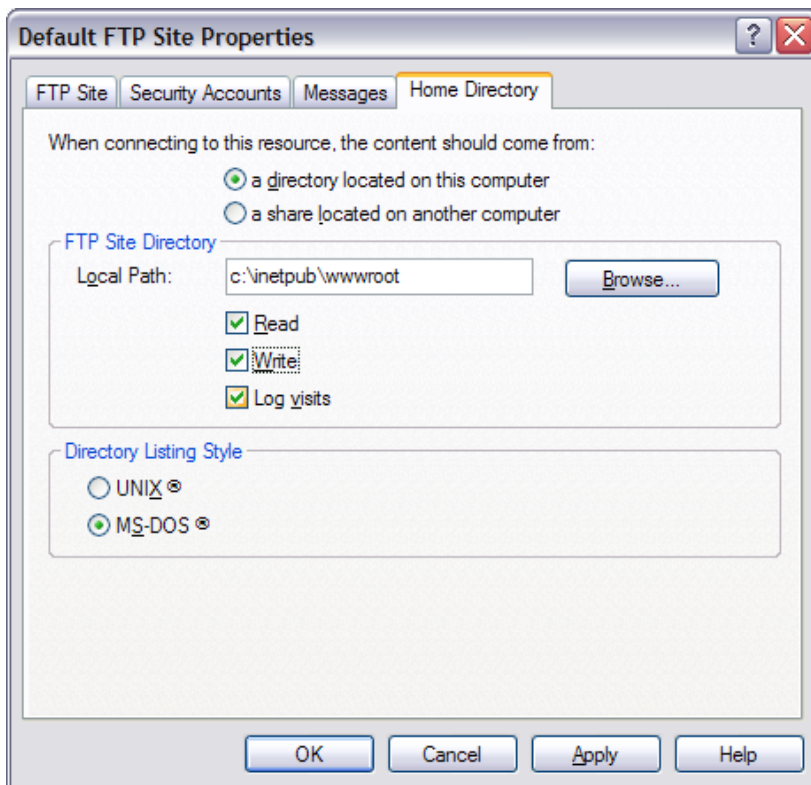 Default FTP Site Properties
FTP Site Security Accounts Messages Home Directory
When connecting to this resource, the content should come from:
a directory located on this computer
a share located on another computer
FTP Site Directory
Local Path: c:\inetpub\wwwroot Browse...
Read
Write
Log visits
Directory Listing Style
UNIX ®
MS-DOS ®
OK Cancel Apply Help